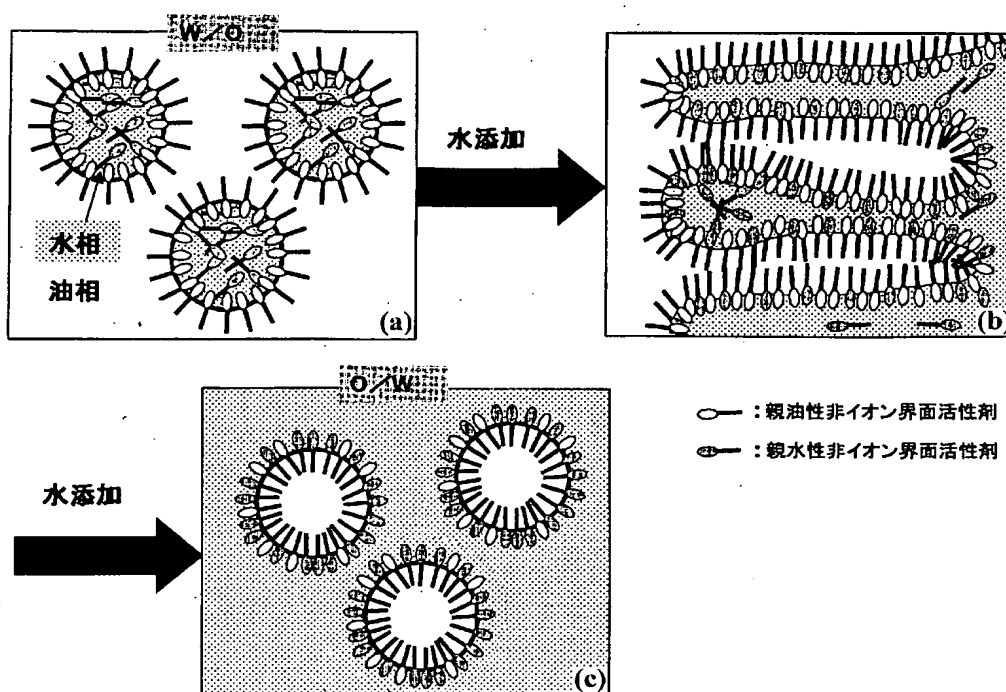 W/O
水添加
水相
油相
(a)
(b)
O/W
水添加
:親油性非イオン界面活性剤
:親水性非イオン界面活性剤
(c)